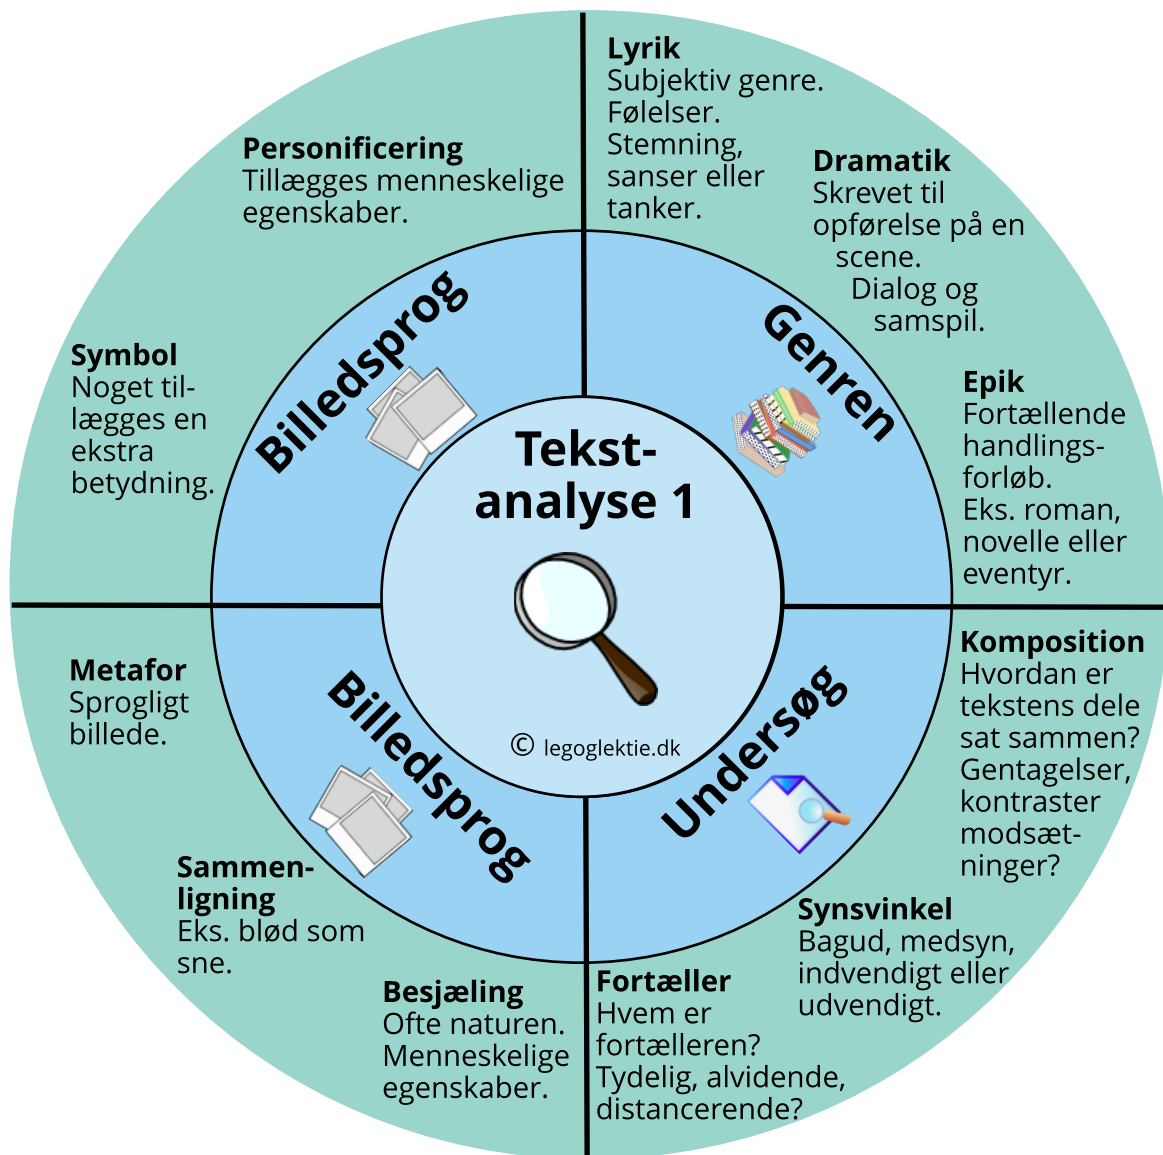 Tekst-
analyse 1
© legoglektie.dk
Genren
Lyrik
Subjektiv genre.
Følelser.
Stemning,
sanser eller
tanker.
Dramatik
Skrevet til
opførelse på en
scene.
Dialog og
samspil.
Epik
Fortællende
handlings-
forløb.
Eks. roman,
novelle eller
eventyr.
Undersøg
Komposition
Hvordan er
tekstens dele
sat sammen?
Gentagelser,
kontraster
modsæt-
ninger?
Synsvinkel
Bagud, medsyn,
indvendigt eller
udvendigt.
Fortæller
Hvem er
fortælleren?
Tydelig, alvidende,
distancerende?
Billedsprog
Besjæling
Ofte naturen.
Menneskelige
egenskaber.
Sammen-
ligning
Eks. blød som
sne.
Metafor
Sprogligt
billede.
Billedsprog
Symbol
Noget til-
lægges en
ekstra
betydning.
Personificering
Tillægges menneskelige
egenskaber.